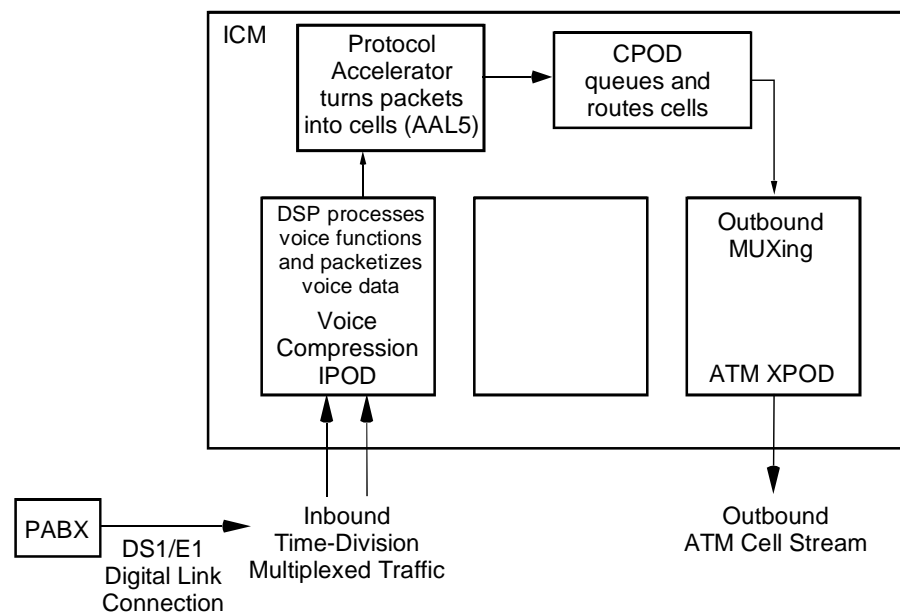 ICM
Protocol
Accelerator
turns packets
into cells (AAL5)
CPOD
queues and
routes cells
DSP processes
voice functions
and packetizes
voice data
Voice
Compression
IPOD
Outbound
MUXing
ATM XPOD
PABX
DS1/E1
Digital Link
Connection
Inbound
Time-Division
Multiplexed Traffic
Outbound
ATM Cell Stream